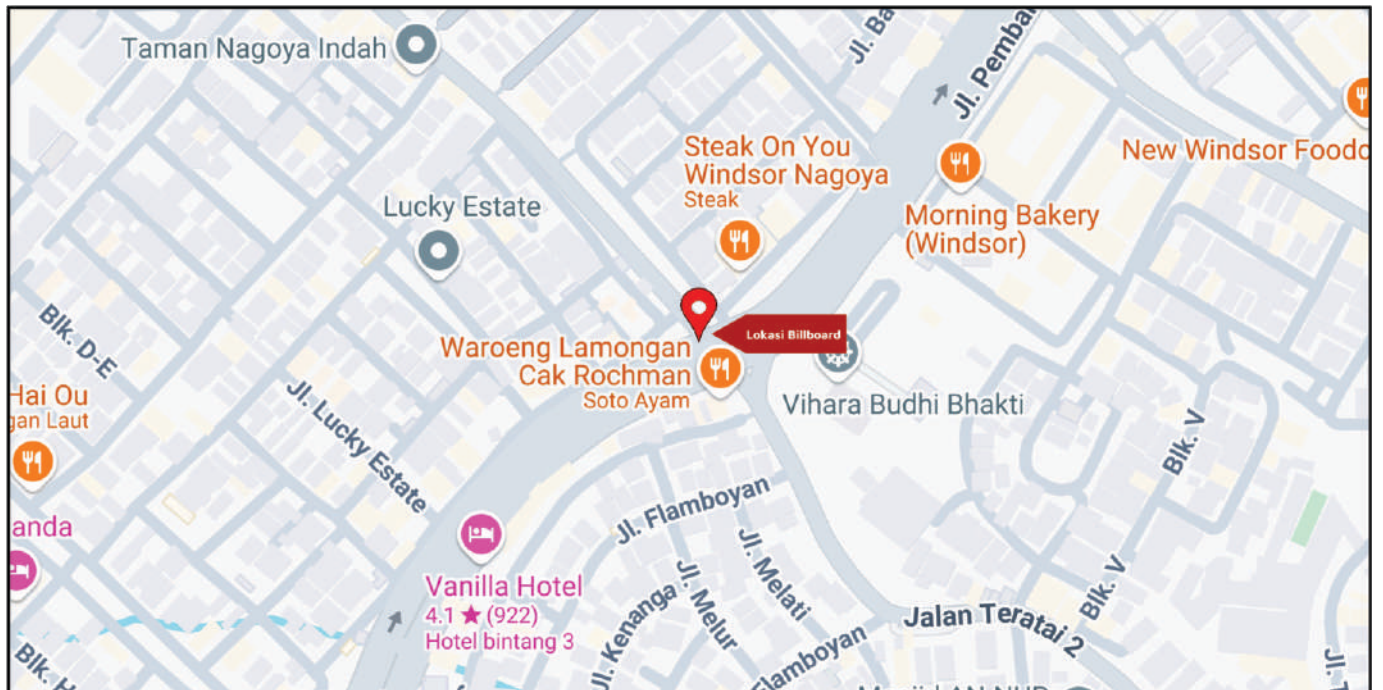 Taman Nagoya Indah
Jl. Ba
Jl. Pemba
Steak On You
Windsor Nagoya
Steak
New Windsor Foodc
Lucky Estate
Morning Bakery
(Windsor)
Lokasi Billboard
Blk. D-E
Waroeng Lamongan
Cak Rochman
Soto Ayam
Hai Ou
gan Laut
Jl. Lucky Estate
Vihara Budhi Bhakti
Blk. V
Jl. Flamboyan
anda
Vanilla Hotel
4.1 ★ (922)
Hotel bintang 3
Jl. Kenanga
Jl. Melur
Jl. Melati
Blk. V
Jalan Teratai 2
Flamboyan
Blk. H
Jl.